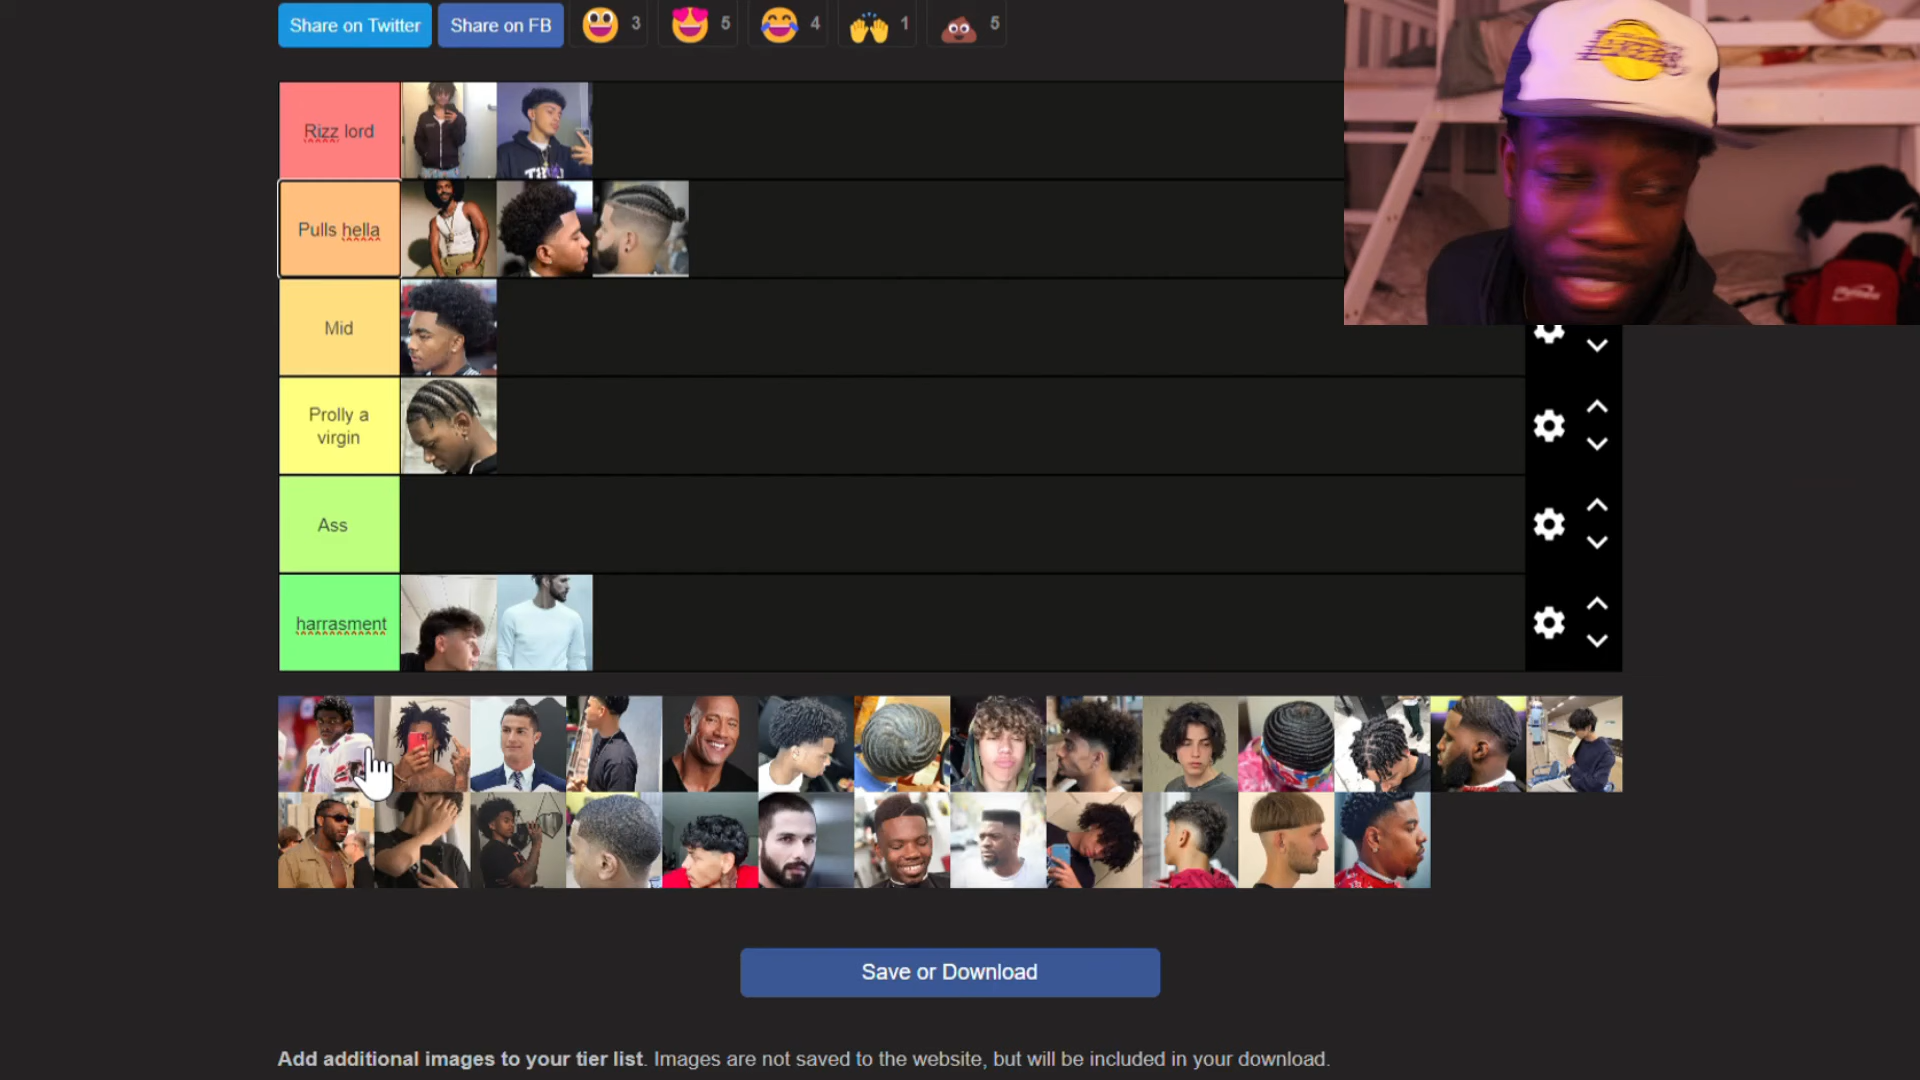 Share on Twitter
Share on FB
3
5
4
1
5
Rizz lord
Pulls hella
Mid
Prolly a
virgin
Ass
harrasment
Save or Download
Add additional images to your tier list. Images are not saved to the website, but will be included in your download.